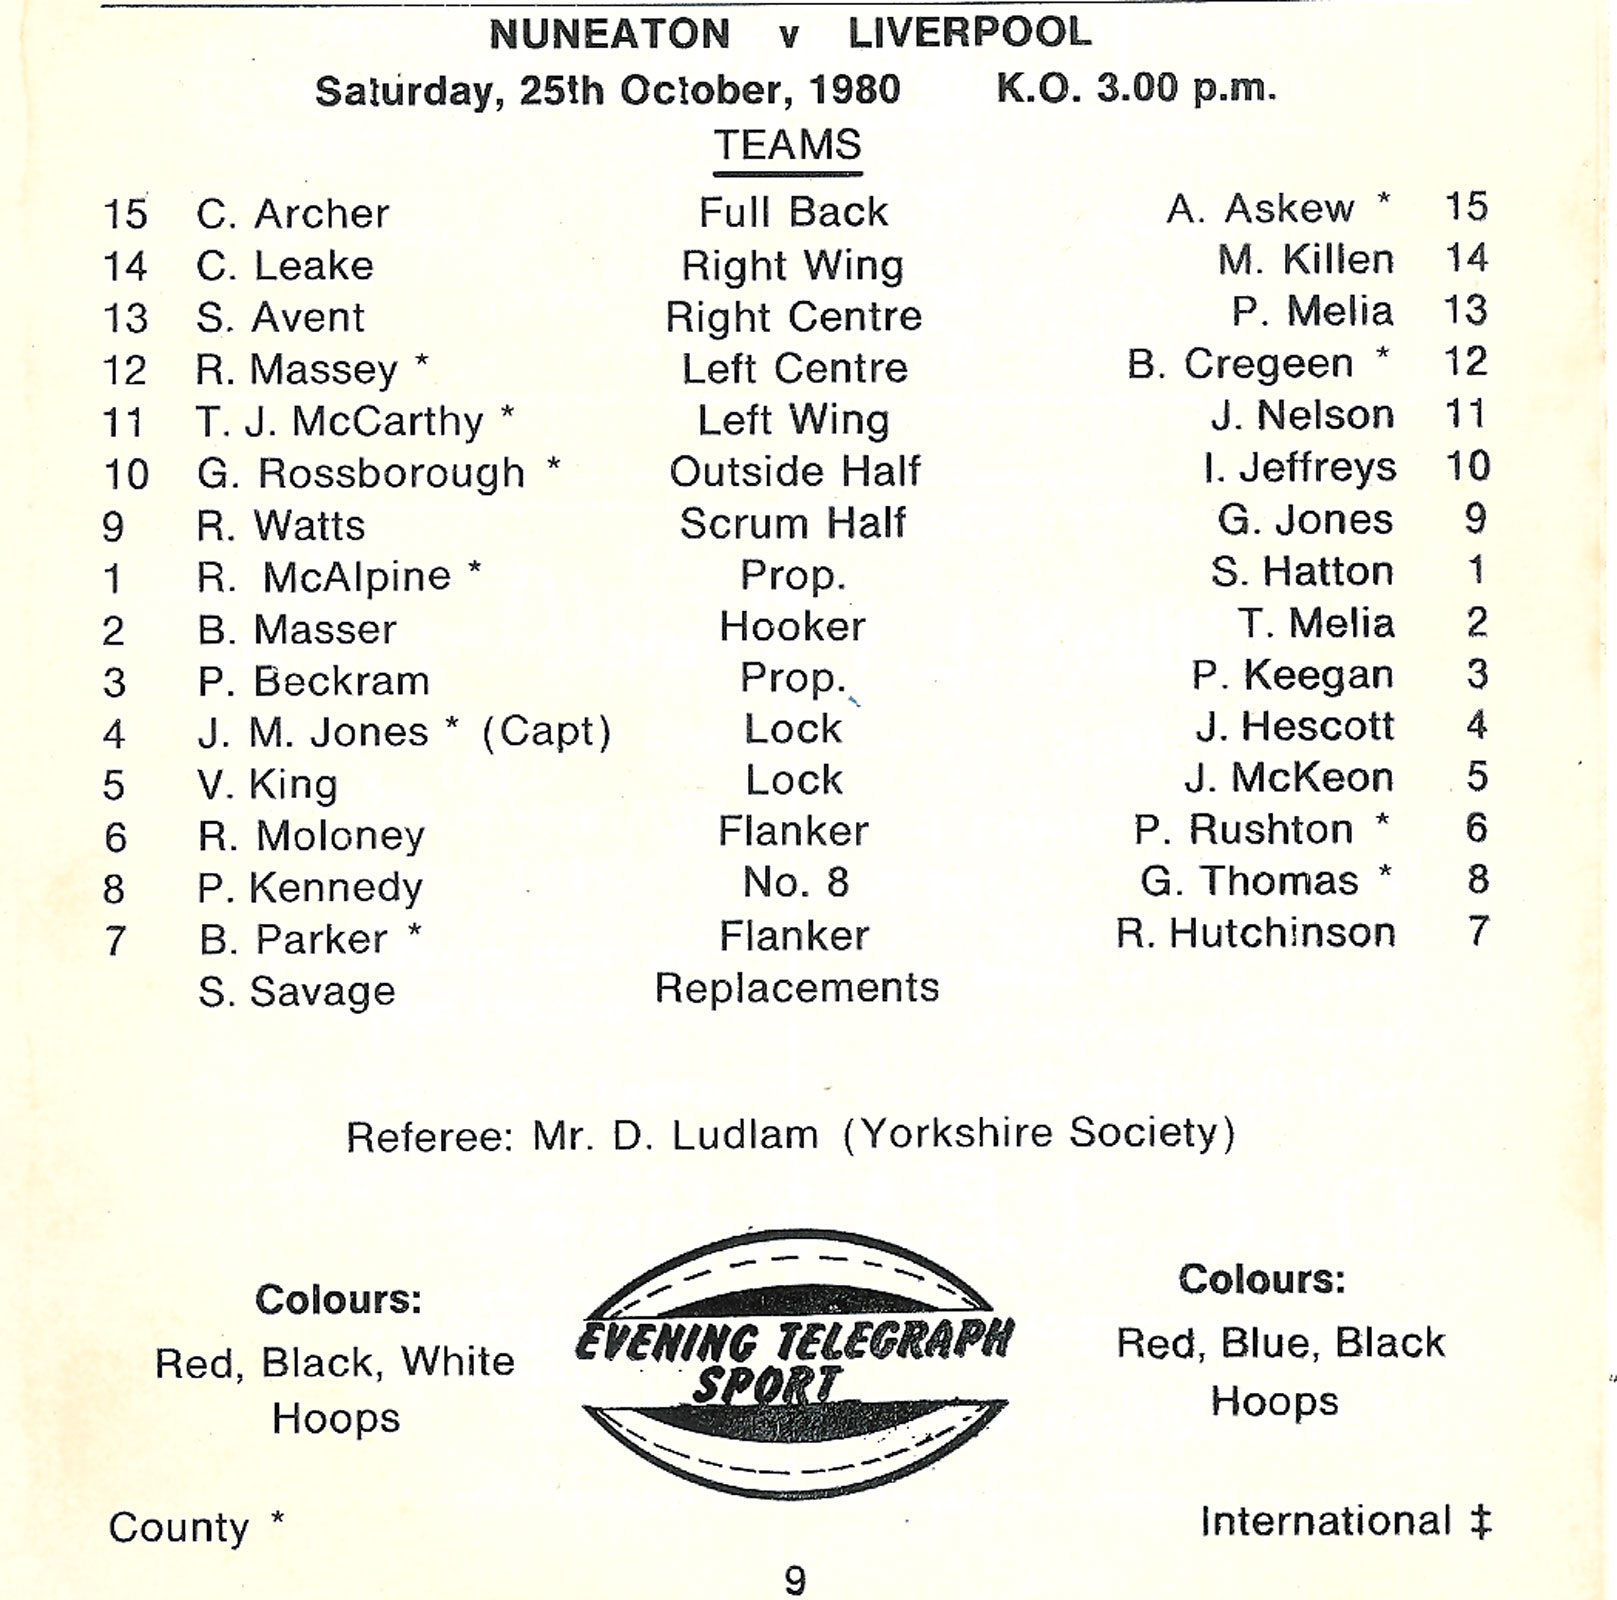 NUNEATON v LIVERPOOL
Saturday, 25th October, 1980 K.O. 3.00 p.m.
TEAMS
15 C. Archer Full Back A. Askew * 15
14 C. Leake Right Wing M. Killen 14
13 S. Avent Right Centre P. Melia 13
12 R. Massey * Left Centre B. Cregeen * 12
11 T. J. McCarthy * Left Wing J. Nelson 11
10 G. Rossborough * Outside Half I. Jeffreys 10
9 R. Watts Scrum Half G. Jones 9
1 R. McAlpine * Prop. S. Hatton 1
2 B. Masser Hooker T. Melia 2
3 P. Beckram Prop. P. Keegan 3
4 J. M. Jones * (Capt) Lock J. Hescott 4
5 V. King Lock J. McKeon 5
6 R. Moloney Flanker P. Rushton * 6
8 P. Kennedy No. 8 G. Thomas * 8
7 B. Parker * Flanker R. Hutchinson 7
S. Savage Replacements
Referee: Mr. D. Ludlam (Yorkshire Society)
Colours:
Red, Black, White
Hoops
EVENING TELEGRAPH
SPORT
Colours:
Red, Blue, Black
Hoops
County * International ‡
9